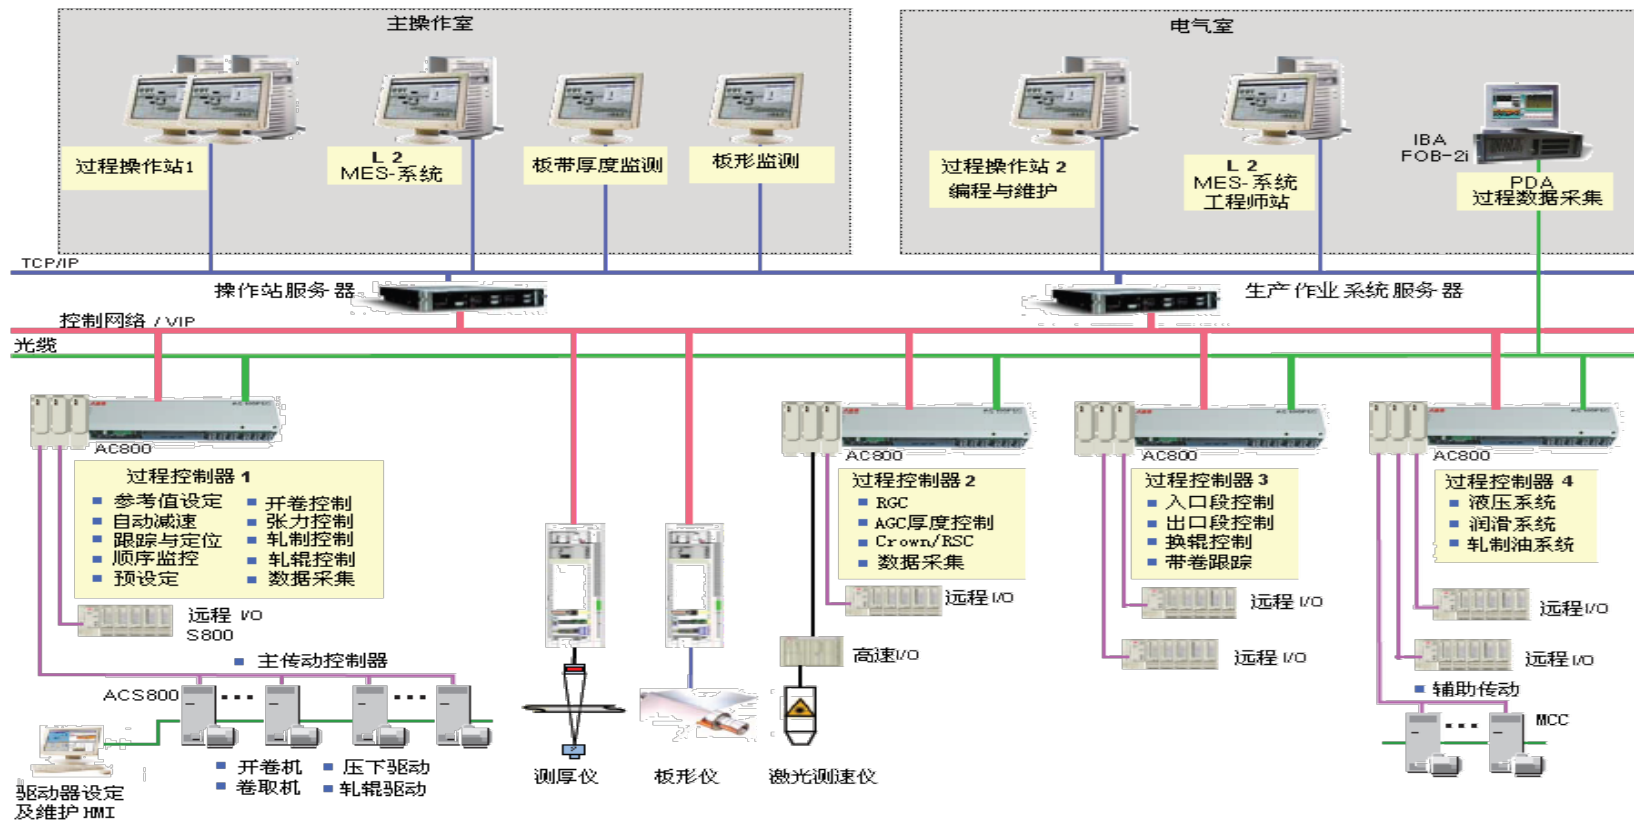 主操作室
电气室
过程操作站1
L 2
MES-系统
板带厚度监测
板形监测
过程操作站 2
编程与维护
L 2
MES-系统
工程师站
IBA
FOB-2i
PDA
过程数据采集
TCP/IP
操作站服务器
生产作业系统服务器
控制网络 / VIP
光缆
ABB
ABB
ABB
ABB
AC800
AC800
AC800
AC800
过程控制器 1
参考值设定
自动减速
跟踪与定位
顺序监控
预设定
开卷控制
张力控制
轧制控制
轧辊控制
数据采集
过程控制器 2
RGC
AGC厚度控制
Crown/RSC
数据采集
过程控制器 3
入口段控制
出口段控制
换辊控制
带卷跟踪
过程控制器 4
液压系统
润滑系统
轧制油系统
远程 I/O
S800
远程I/O
远程 I/O
远程I/O
高速I/O
远程I/O
远程I/O
主传动控制器
ACS800
辅助传动
MCC
开卷机
卷取机
压下驱动
轧辊驱动
测厚仪
板形仪
激光测速仪
驱动器设定
及维护HMI